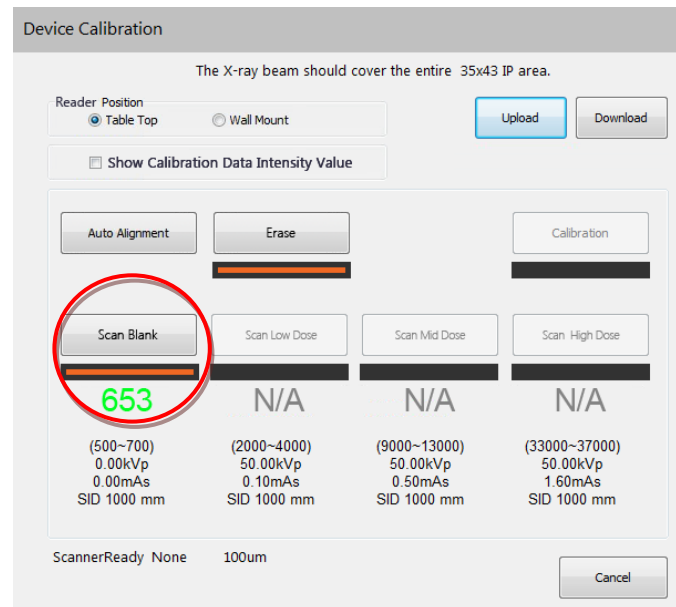 Device Calibration
The X-ray beam should cover the entire 35x43 IP area.
Reader Position
Table Top Wall Mount
Upload Download
Show Calibration Data Intensity Value
Auto Alignment Erase Calibration
Scan Blank Scan Low Dose Scan Mid Dose Scan High Dose
653 N/A N/A N/A
(500~700) (2000~4000) (9000~13000) (33000~37000)
0.00kVp 50.00kVp 50.00kVp 50.00kVp
0.00mAs 0.10mAs 0.50mAs 1.60mAs
SID 1000 mm SID 1000 mm SID 1000 mm SID 1000 mm
ScannerReady None 100um
Cancel